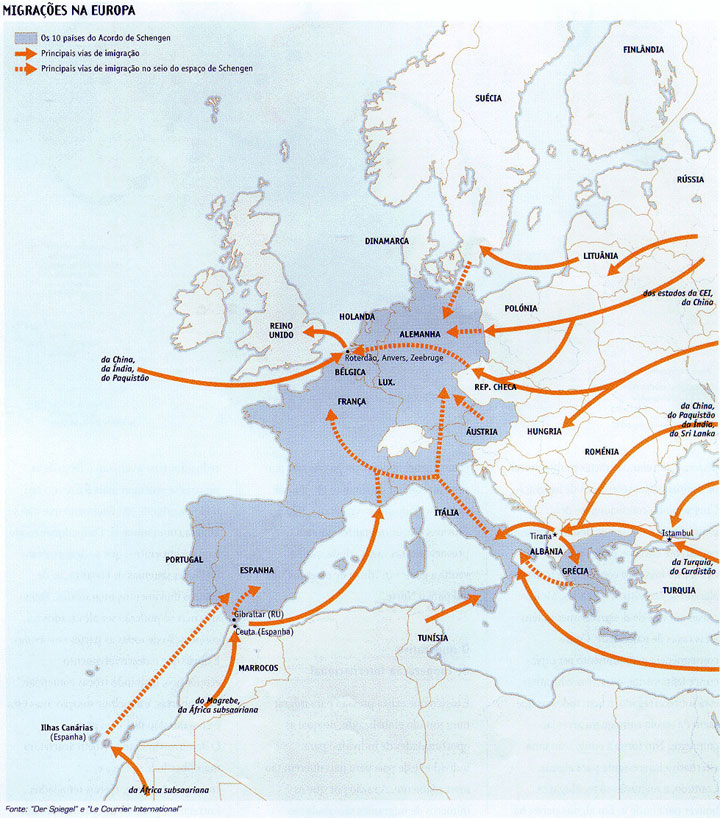 MIGRAÇÕES NA EUROPA
Os 10 países do Acordo de Schengen
Principais vias de imigração
Principais vias de imigração no seio do espaço de Schengen
FINLÂNDIA
SUÉCIA
RÚSSIA
DINAMARCA
LITUÂNIA
dos estados da CEI,
da China
POLÓNIA
HOLANDA
REINO
UNIDO
ALEMANHA
da China,
da Índia,
do Paquistão
Roterdão, Anvers, Zeebruge
BÉLGICA
LUX.
REP. CHECA
FRANÇA
da China,
do Paquistão
da Índia,
do Sri Lanka
ÁUSTRIA
HUNGRIA
ROMÉNIA
ITÁLIA
Tirana
Istambul
ALBÂNIA
PORTUGAL
ESPANHA
GRÉCIA
da Turquia,
do Curdistão
TURQUIA
Gibraltar (RU)
Ceuta (Espanha)
TUNÍSIA
MARROCOS
do Magrebe,
da África subsaariana
Ilhas Canárias
(Espanha)
da África subsaariana
Fonte: "Der Spiegel" e "Le Courrier International"